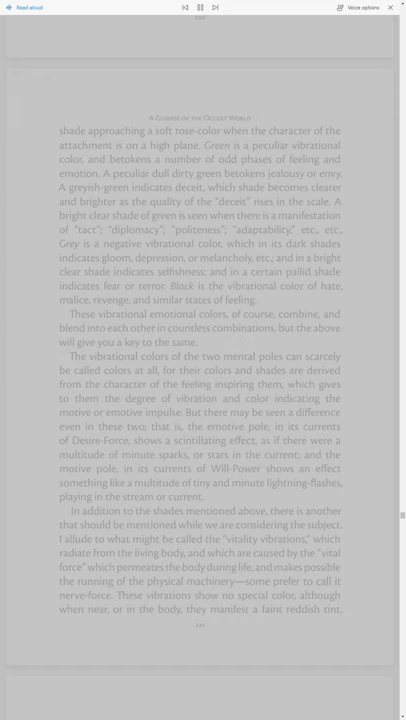 Read aloud
Voice options
A Glimpse of the Occult World
shade approaching a soft rose-color when the character of the
attachment is on a high plane. Green is a peculiar vibrational
color, and betokens a number of odd phases of feeling and
emotion. A peculiar dull dirty green betokens jealousy or envy.
A greyish-green indicates deceit, which shade becomes clearer
and brighter as the quality of the “deceit” rises in the scale. A
bright clear shade of green is seen when there is a manifestation
of “tact”; “diplomacy”; “politeness”; “adaptability,” etc., etc.,
Grey is a negative vibrational color, which in its dark shades
indicates gloom, depression, or melancholy, etc.; and in a bright
clear shade indicates selfishness; and in a certain pallid shade
indicates fear or terror. Black is the vibrational color of hate,
malice, revenge, and similar states of feeling.
These vibrational emotional colors, of course, combine, and
blend into each other in countless combinations, but the above
will give you a key to the same.
The vibrational colors of the two mental poles can scarcely
be called colors at all, for their colors and shades are derived
from the character of the feeling inspiring them, which gives
to them the degree of vibration and color indicating the
motive or emotive impulse. But there may be seen a difference
even in these two; that is, the emotive pole, in its currents
of Desire-Force, shows a scintillating effect, as if there were a
multitude of minute sparks, or stars in the current; and the
motive pole, in its currents of Will-Power shows an effect
something like a multitude of tiny and minute lightning-flashes,
playing in the stream or current.
In addition to the shades mentioned above, there is another
that should be mentioned while we are considering the subject.
I allude to what might be called the “vitality vibrations,” which
radiate from the living body, and which are caused by the “vital
force” which permeates the body during life, and makes possible
the running of the physical machinery—some prefer to call it
nerve-force. These vibrations show no special color, although
when near, or in the body, they manifest a faint reddish tint.